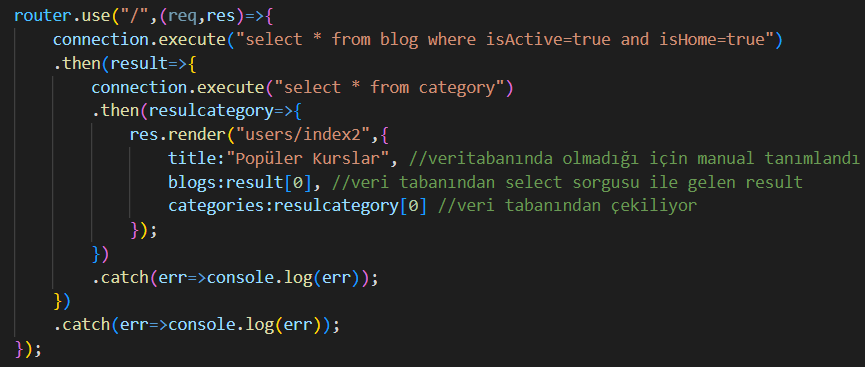 router.use("/",(req,res)=>{
    connection.execute("select * from blog where isActive=true and isHome=true")
    .then(result=>{
        connection.execute("select * from category")
        .then(resulcategory=>{
            res.render("users/index2",{
                title:"Popüler Kurslar", //veritabanında olmadığı için manual tanımlandı
                blogs:result[0], //veri tabanından select sorgusu ile gelen result
                categories:resulcategory[0] //veri tabanından çekiliyor
            });
        })
        .catch(err=>console.log(err));
    })
    .catch(err=>console.log(err));
});